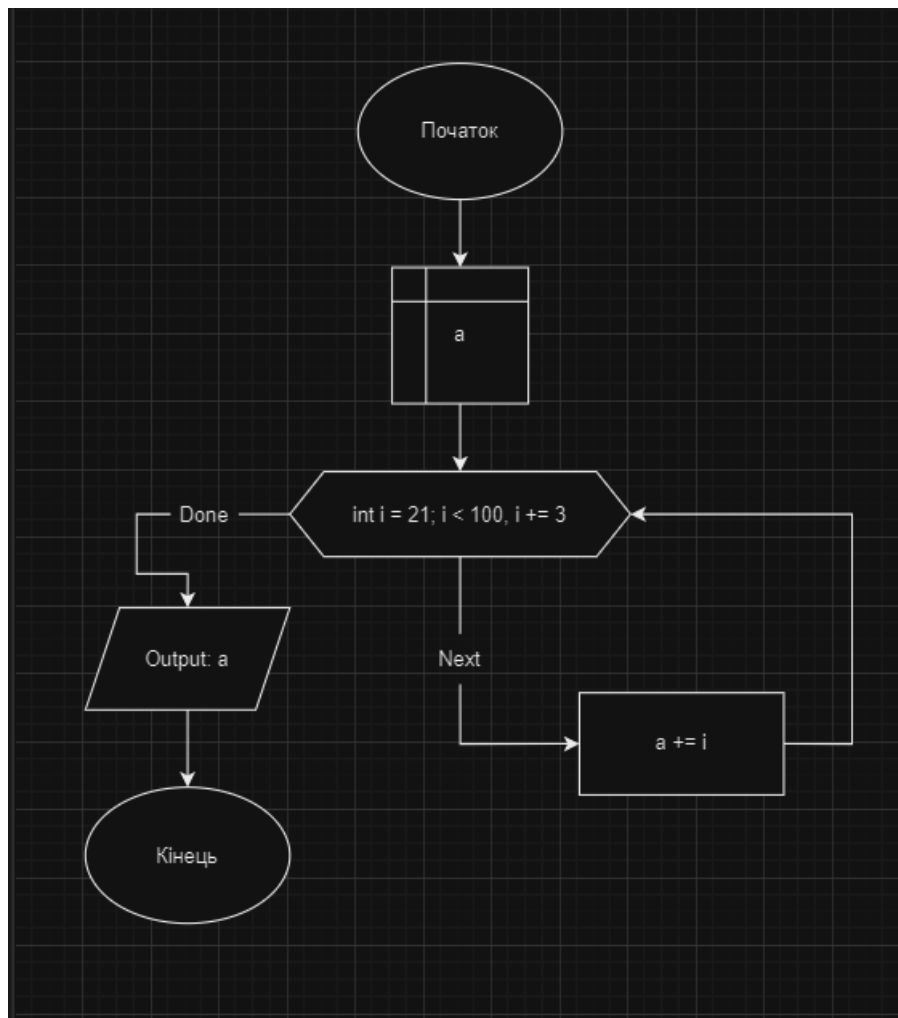 Початок
a
int i = 21; i < 100, i += 3
Done
Output: a
Next
a += i
Кінець